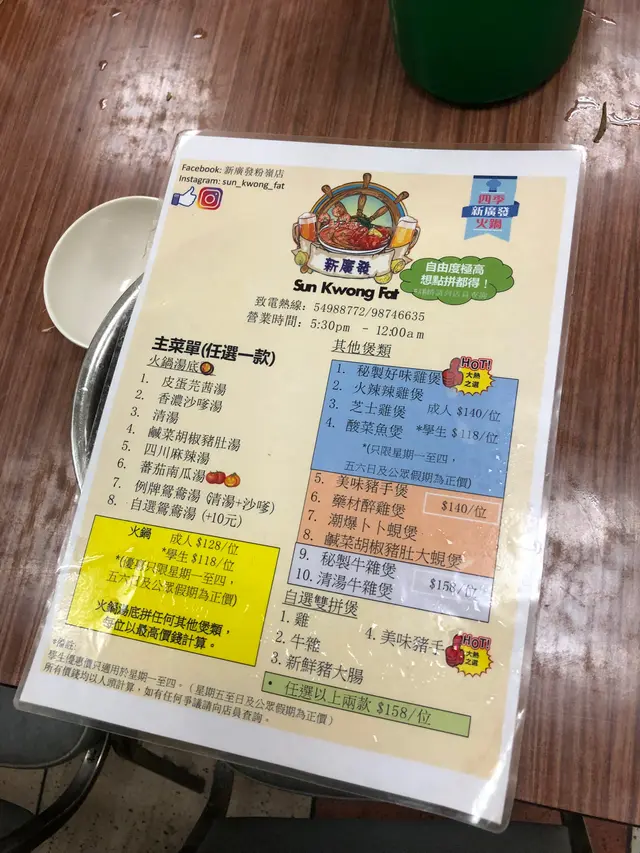 Facebook: 新廣發粉嶺店
Instagram: sun_kwong_fat
四季
新廣發
火鍋
新廣發
Sun Kwong Fat
自由度極高
想點拼都得！
致電熱線：54988772/98746635
營業時間：5:30pm - 12:00am
主菜單(任選一款)
火鍋湯底
1. 皮蛋芫茜湯
2. 香濃沙嗲湯
3. 清湯
4. 鹹菜胡椒豬肚湯
5. 四川麻辣湯
6. 蕃茄南瓜湯
7. 例牌鴛鴦湯 (清湯+沙嗲)
8. 自選鴛鴦湯 (+10元)
火鍋 成人 $128/位
*學生 $118/位
*(優惠只限星期一至四，
五六日及公眾假期為正價)
火鍋湯底拼任何其他煲類，
每位以最高價錢計算。
其他煲類
HOT!
大熱
之選
1. 秘製好味雞煲
2. 火辣辣雞煲
3. 芝士雞煲 成人 $140/位
4. 酸菜魚煲 *學生 $118/位
*(只限星期一至四，
五六日及公眾假期為正價)
5. 美味豬手煲
6. 藥材醉雞煲 $140/位
7. 潮爆卜卜蜆煲
8. 鹹菜胡椒豬肚大蜆煲
9. 秘製牛雜煲
10. 清湯牛雜煲 $158/位
自選雙拼煲
1. 雞
2. 牛雜
3. 新鮮豬大腸
4. 美味豬手
HOT!
大熱
之選
• 任選以上兩款 $158/位
*備底:
學生優惠價只適用於星期一至四。（星期五至日及公眾假期為正價）
所有價錢均以人頭計算，如有任何爭議請向店員查詢。